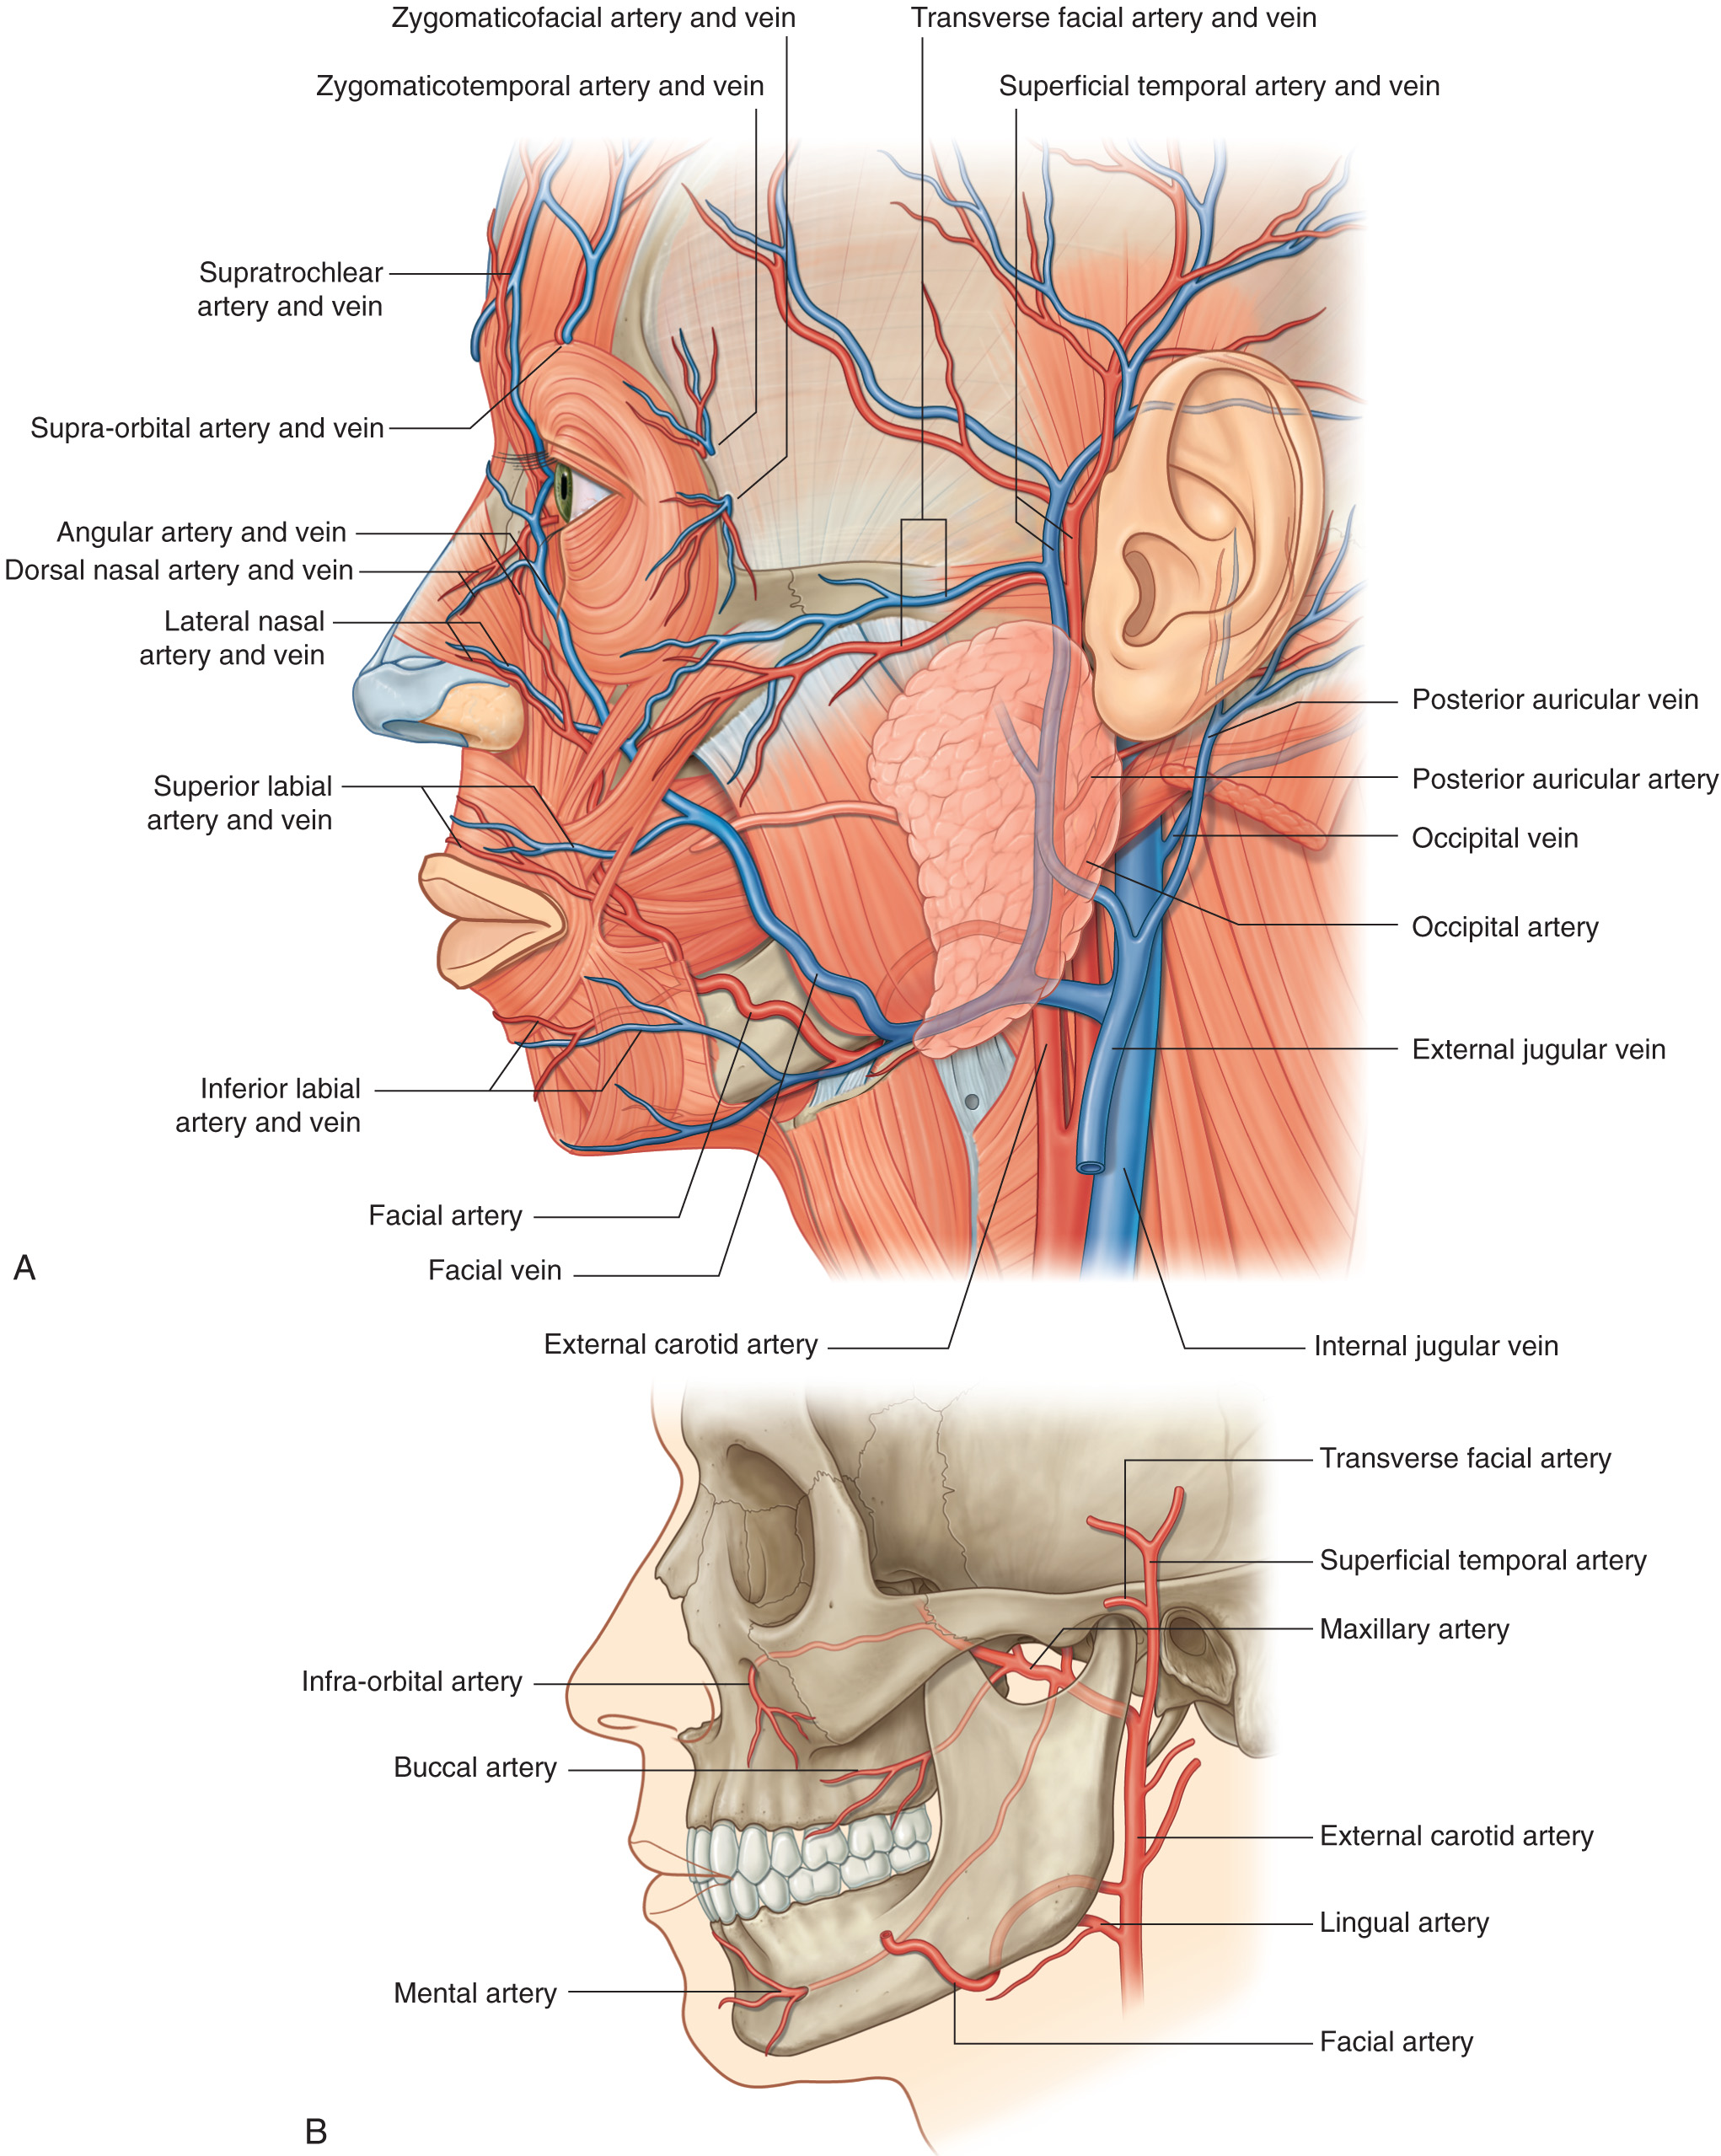 Zygomaticofacial artery and vein
Transverse facial artery and vein
Zygomaticotemporal artery and vein
Superficial temporal artery and vein
Supratrochlear
artery and vein
Supra-orbital artery and vein
Angular artery and vein
Dorsal nasal artery and vein
Lateral nasal
artery and vein
Posterior auricular vein
Posterior auricular artery
Superior labial
artery and vein
Occipital vein
Occipital artery
External jugular vein
Inferior labial
artery and vein
Facial artery
A
Facial vein
External carotid artery
Internal jugular vein
Transverse facial artery
Superficial temporal artery
Maxillary artery
Infra-orbital artery
Buccal artery
External carotid artery
Lingual artery
Mental artery
Facial artery
B